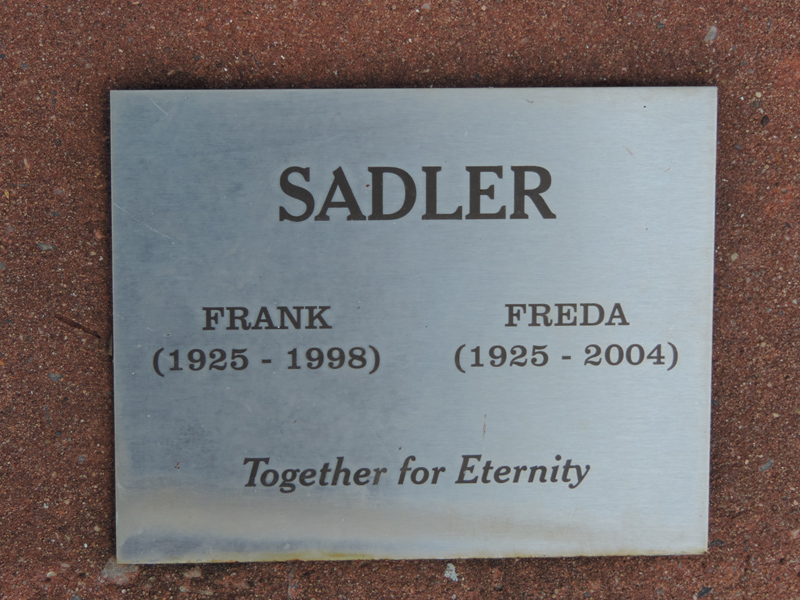 SADLER
FRANK FREDA
(1925 - 1998) (1925 - 2004)
Together for Eternity